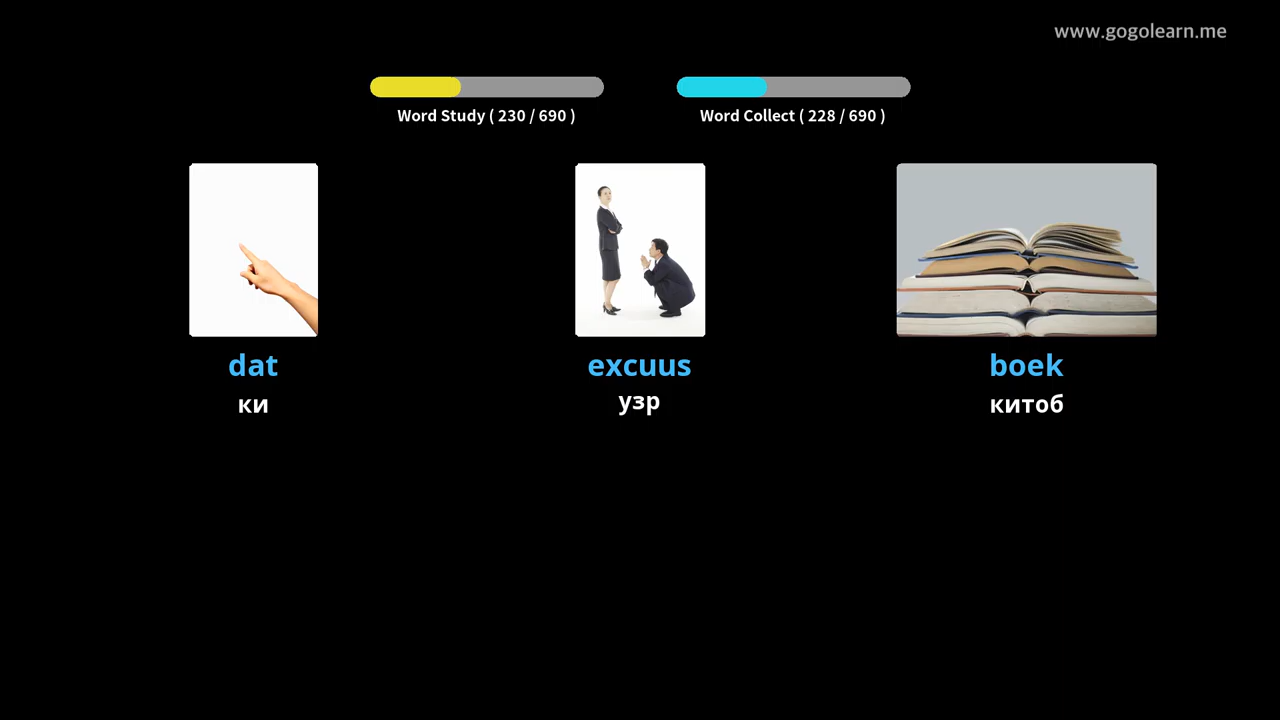 www.gogolearn.me
Word Study ( 230 / 690 )
Word Collect ( 228 / 690 )
dat
excuus
boek
ки
узр
китоб